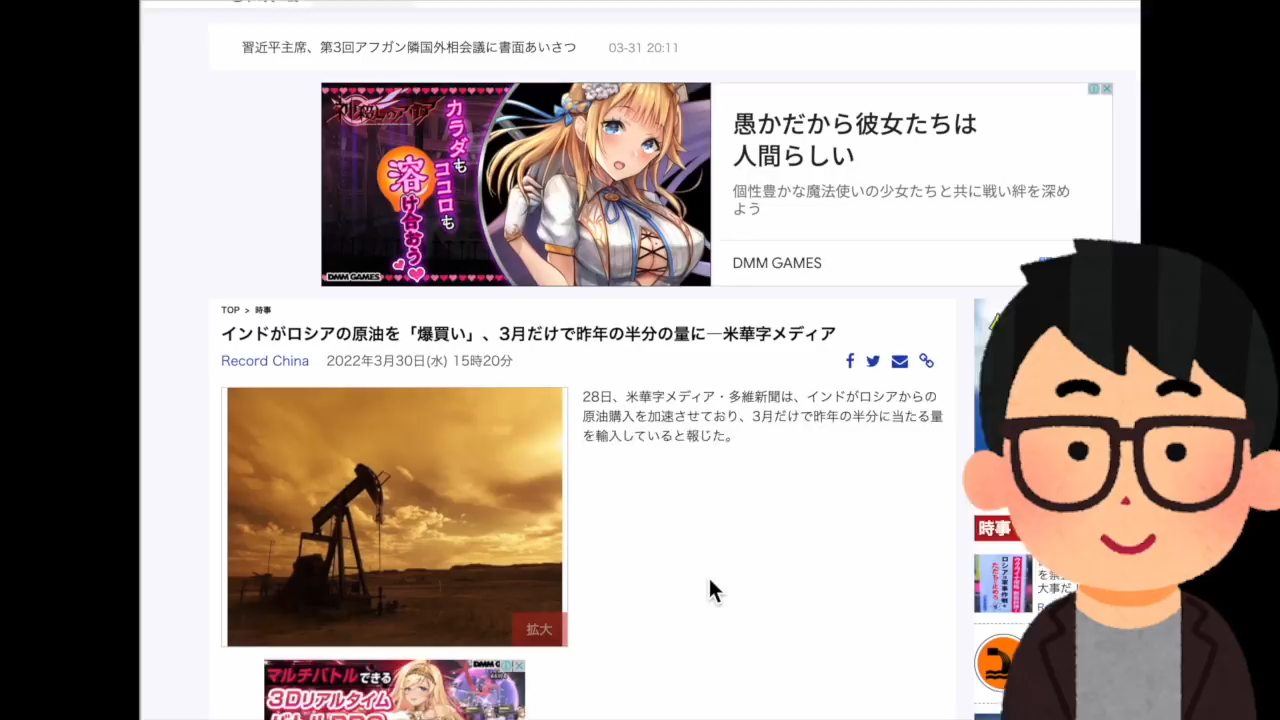 習近平主席、第3回アフガン隣国外相会議に書面あいさつ 03-31 20:11
カラダも
ココロも
溶け合おう
DMM GAMES
愚かだから彼女たちは
人間らしい
個性豊かな魔法使いの少女たちと共に戦い絆を深め
よう
DMM GAMES
TOP > 時事
インドがロシアの原油を「爆買い」、3月だけで昨年の半分の量に─米華字メディア
Record China 2022年3月30日(水) 15時20分
28日、米華字メディア・多維新聞は、インドがロシアからの
原油購入を加速させており、3月だけで昨年の半分に当たる量
を輸入していると報じた。
拡大
時事
大事だ
マルチバトルできる
3Dリアルタイム